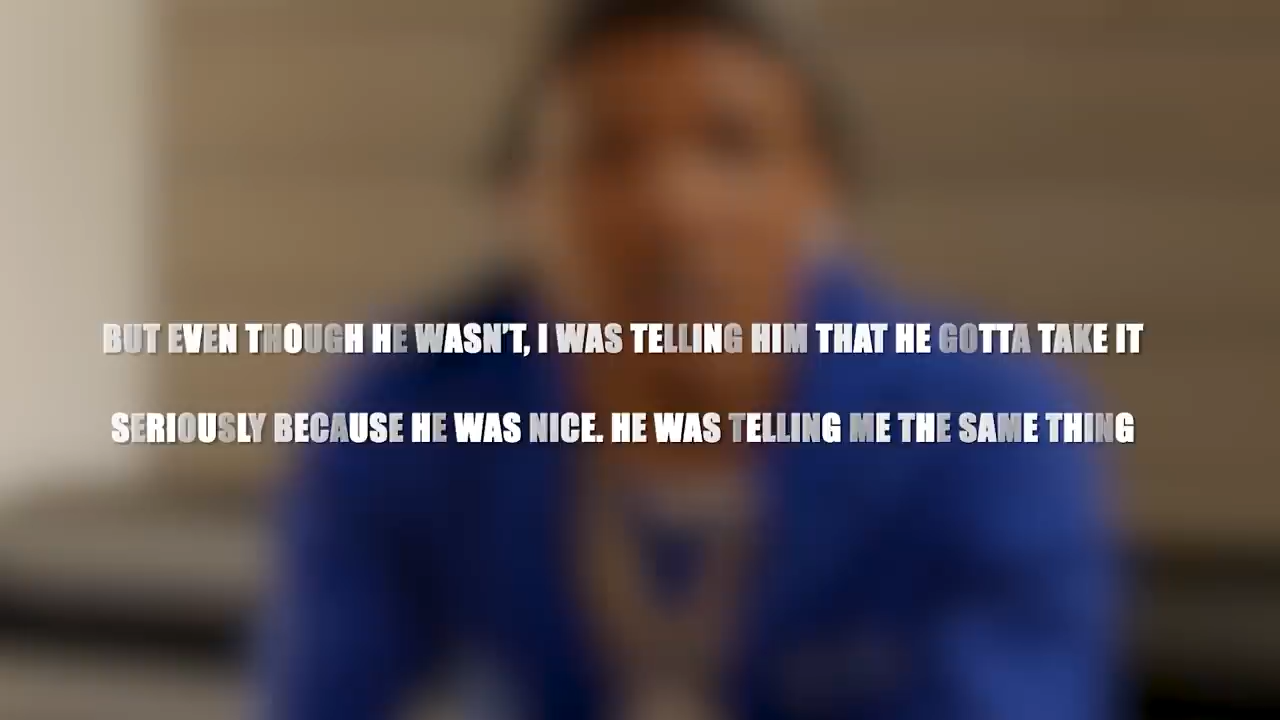 BUT EVEN THOUGH HE WASN'T, I WAS TELLING HIM THAT HE GOTTA TAKE IT
SERIOUSLY BECAUSE HE WAS NICE. HE WAS TELLING ME THE SAME THING